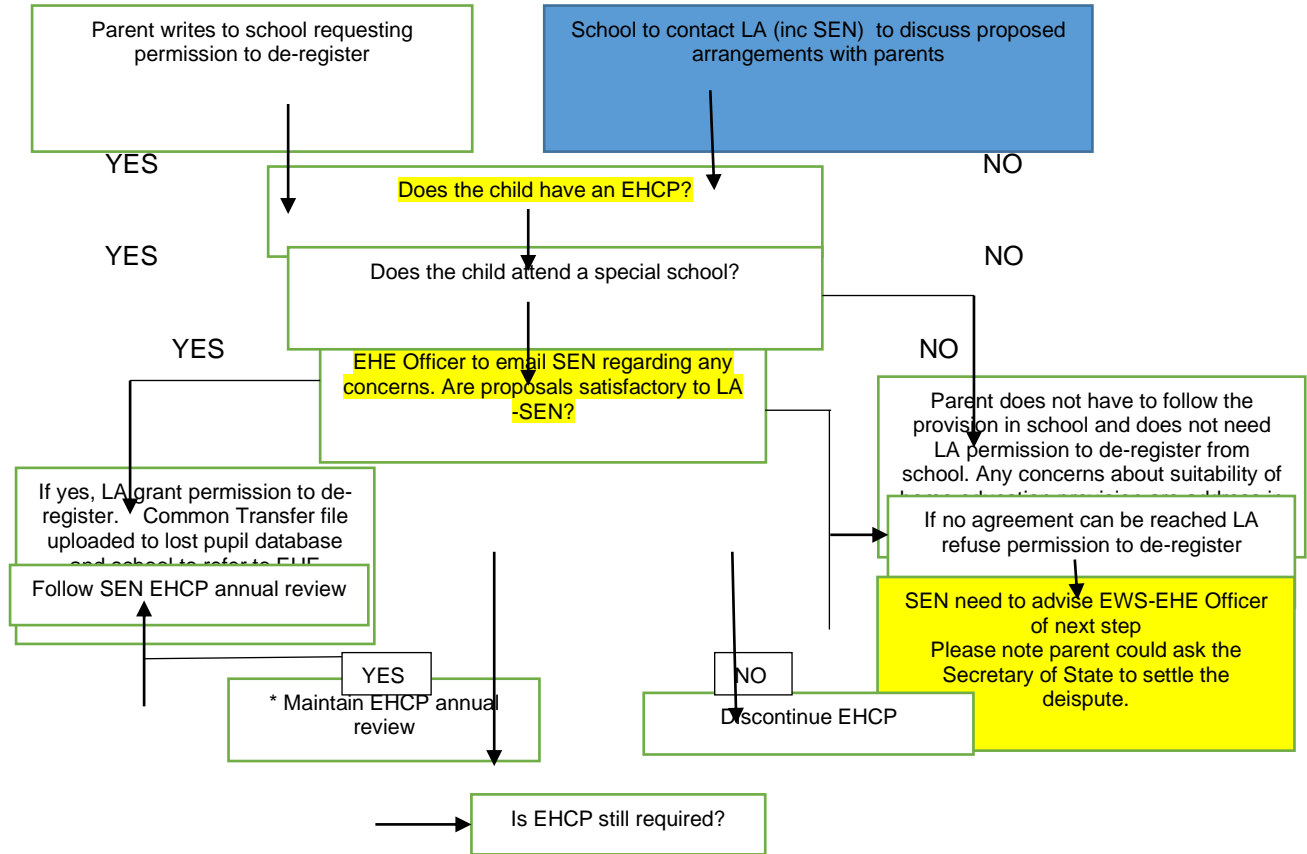 Parent writes to school requesting
permission to de-register
School to contact LA (inc SEN)  to discuss proposed
arrangements with parents
YES
NO
Does the child have an EHCP?
YES
NO
Does the child attend a special school?
YES
NO
EHE Officer to email SEN regarding any
concerns. Are proposals satisfactory to LA
-SEN?
Parent does not have to follow the
provision in school and does not need
LA permission to de-register from
school. Any concerns about suitability of
If yes, LA grant permission to de-
register.    Common Transfer file
uploaded to lost pupil database
and school to refer to EHE
Follow SEN EHCP annual review
If no agreement can be reached LA
refuse permission to de-register
SEN need to advise EWS-EHE Officer
of next step
Please note parent could ask the
Secretary of State to settle the
deispute.
YES
NO
* Maintain EHCP annual
review
Discontinue EHCP
Is EHCP still required?